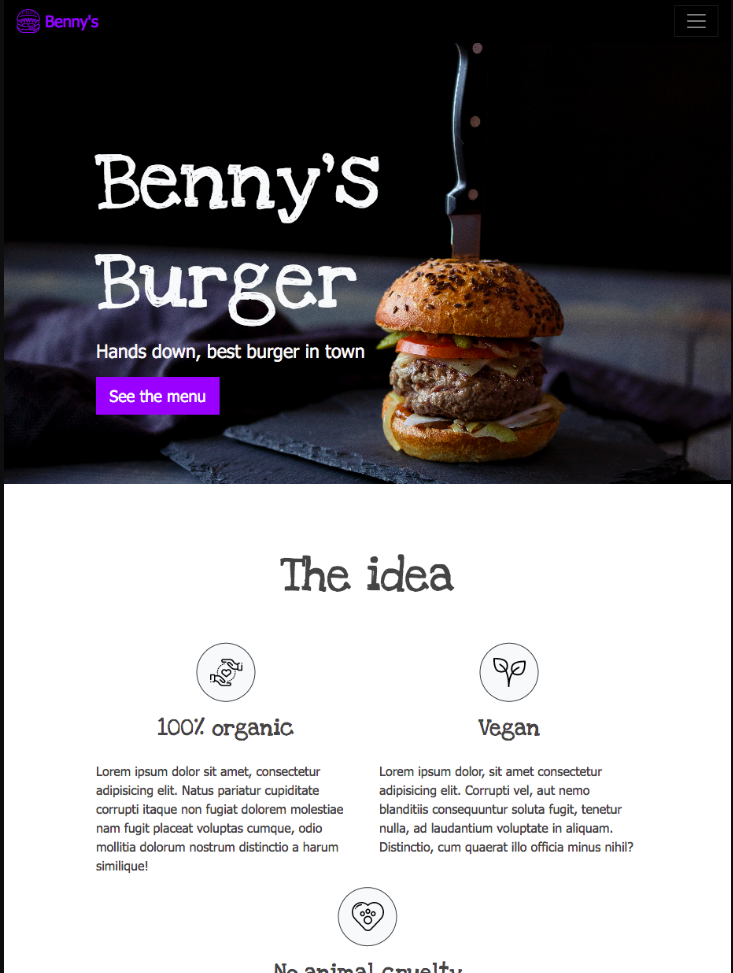 Benny's
Benny's
Burger
Hands down, best burger in town
See the menu
The idea
100% organic
Lorem ipsum dolor sit amet, consectetur
adipisicing elit. Natus pariatur cupiditate
corrupti itaque non fugiat dolorem molestiae
nam fugit placeat voluptas cumque, odio
mollitia dolorum nostrum distinctio a harum
similique!
Vegan
Lorem ipsum dolor, sit amet consectetur
adipisicing elit. Corrupti vel, aut nemo
blanditiis consequuntur soluta fugit, tenetur
nulla, ad laudantium voluptate in aliquam.
Distinctio, cum quaerat illo officia minus nihil?
No animal cruelty